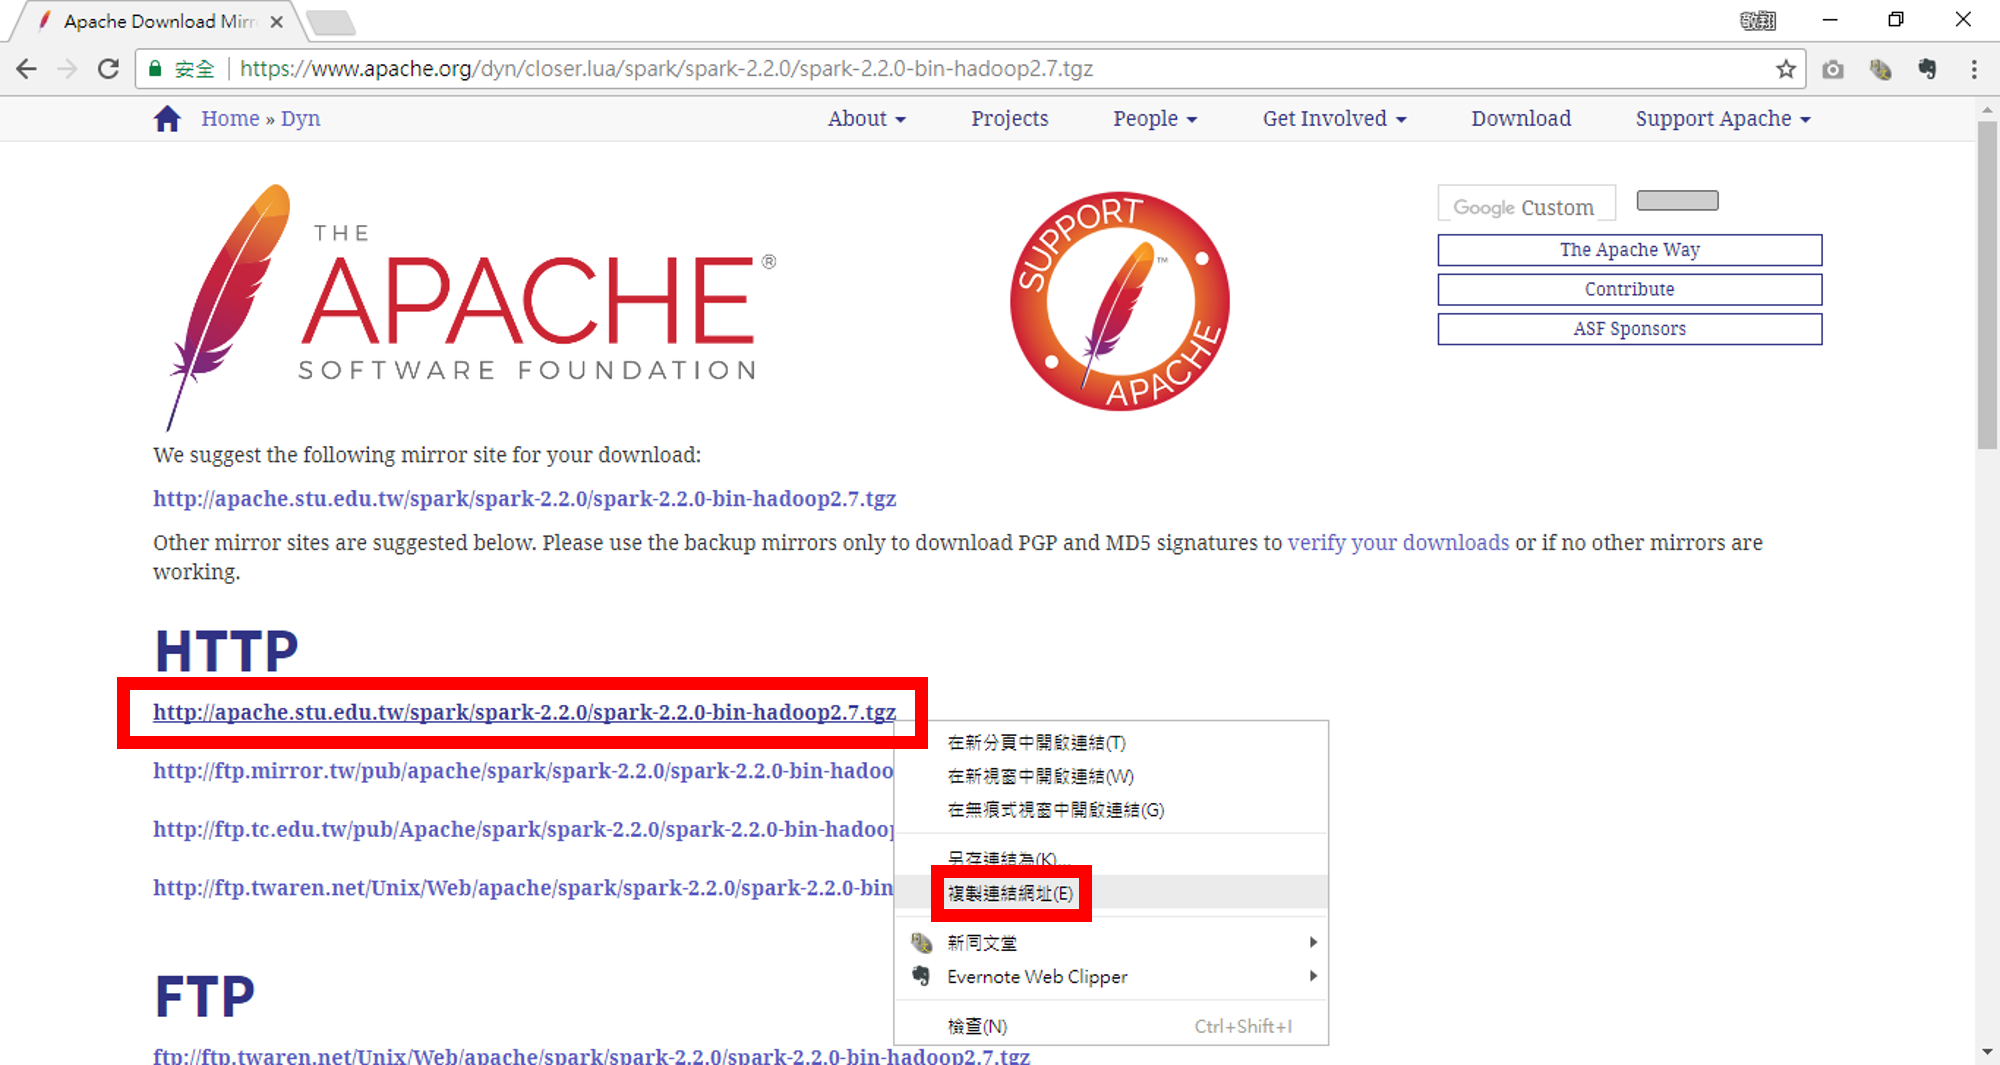 Apache Download Mirr
敬翔
安全 https://www.apache.org/dyn/closer.lua/spark/spark-2.2.0/spark-2.2.0-bin-hadoop2.7.tgz
Home » Dyn About Projects People Get Involved Download Support Apache
THE
APACHE®
SOFTWARE FOUNDATION
SUPPORT
™
APACHE
Google Custom
The Apache Way
Contribute
ASF Sponsors
We suggest the following mirror site for your download:
http://apache.stu.edu.tw/spark/spark-2.2.0/spark-2.2.0-bin-hadoop2.7.tgz
Other mirror sites are suggested below. Please use the backup mirrors only to download PGP and MD5 signatures to verify your downloads or if no other mirrors are
working.
HTTP
http://apache.stu.edu.tw/spark/spark-2.2.0/spark-2.2.0-bin-hadoop2.7.tgz
http://ftp.mirror.tw/pub/apache/spark/spark-2.2.0/spark-2.2.0-bin-hadoo
http://ftp.tc.edu.tw/pub/Apache/spark/spark-2.2.0/spark-2.2.0-bin-hadoop
http://ftp.twaren.net/Unix/Web/apache/spark/spark-2.2.0/spark-2.2.0-bin
在新分頁中開啟連結(T)
在新視窗中開啟連結(W)
在無痕式視窗中開啟連結(G)
另存連結為(K)...
複製連結網址(E)
新同文堂
Evernote Web Clipper
檢查(N) Ctrl+Shift+I
FTP
ftp://ftp.twaren.net/Unix/Web/apache/spark/spark-2.2.0/spark-2.2.0-bin-hadoop2.7.tgz